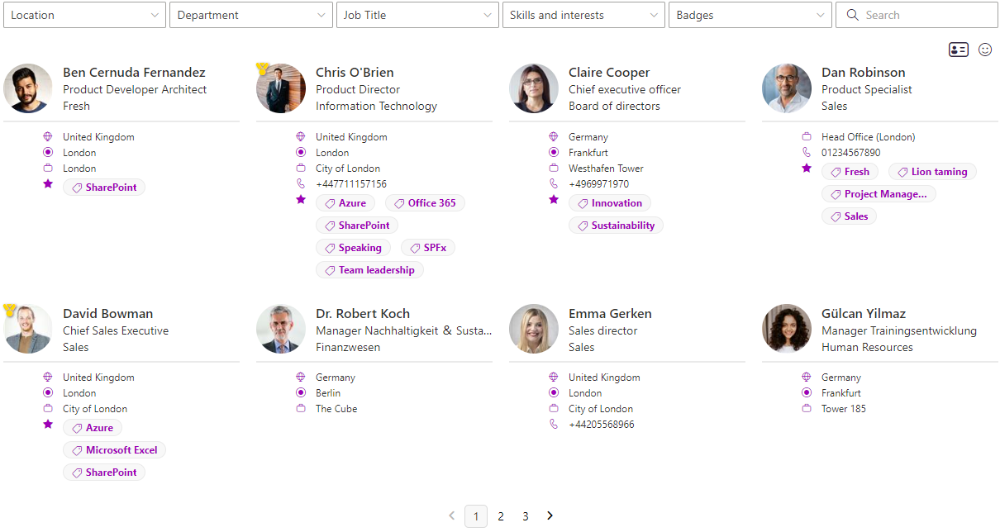 Location
Department
Job Title
Skills and interests
Badges
Search
Ben Cernuda Fernandez
Product Developer Architect
Fresh
United Kingdom
London
London
SharePoint
Chris O'Brien
Product Director
Information Technology
United Kingdom
London
City of London
+447711157156
Azure
Office 365
SharePoint
Speaking
SPFx
Team leadership
Claire Cooper
Chief executive officer
Board of directors
Germany
Frankfurt
Westhafen Tower
+4969971970
Innovation
Sustainability
Dan Robinson
Product Specialist
Sales
Head Office (London)
01234567890
Fresh
Lion taming
Project Manage...
Sales
David Bowman
Chief Sales Executive
Sales
United Kingdom
London
City of London
Azure
Microsoft Excel
SharePoint
Dr. Robert Koch
Manager Nachhaltigkeit & Susta...
Finanzwesen
Germany
Berlin
The Cube
Emma Gerken
Sales director
Sales
United Kingdom
London
City of London
+44205568966
Gülcan Yilmaz
Manager Trainingsentwicklung
Human Resources
Germany
Frankfurt
Tower 185
1 2 3